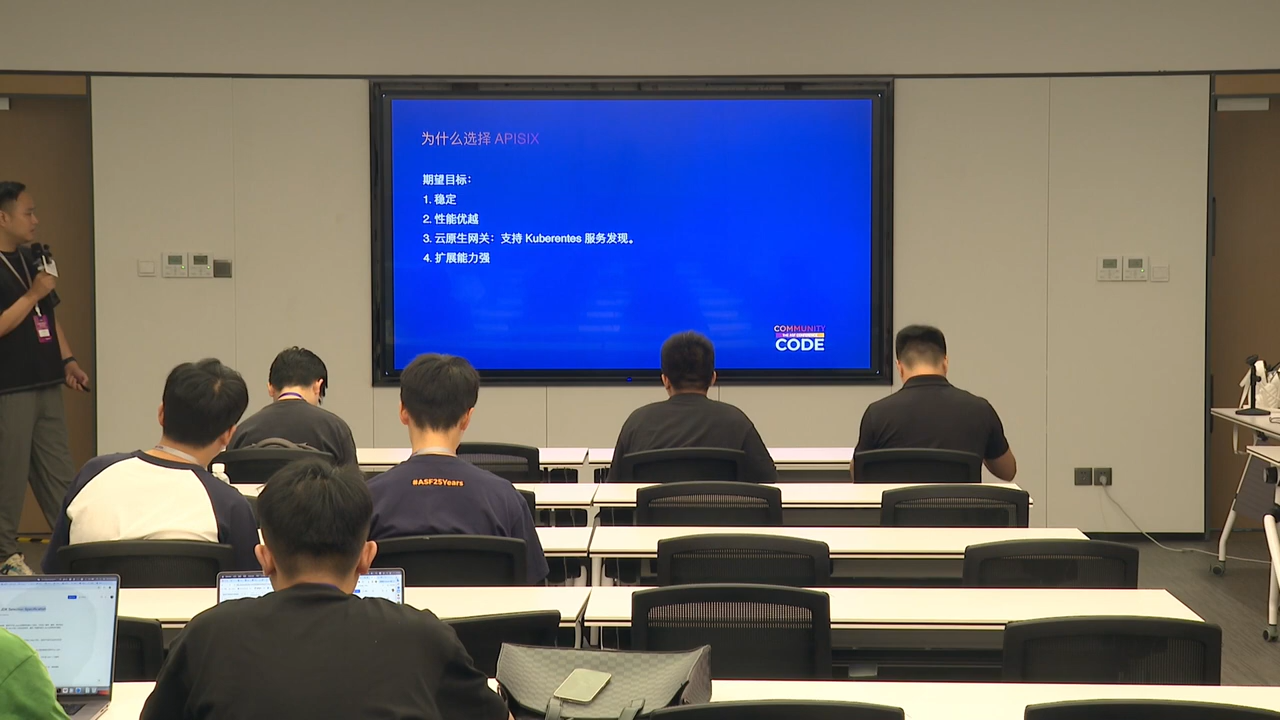 为什么选择 APISIX
期望目标：
1. 稳定
2. 性能优越
3. 云原生网关：支持 Kuberentes 服务发现。
4. 扩展能力强
COMMUNITY
CODE
#ASF25Years